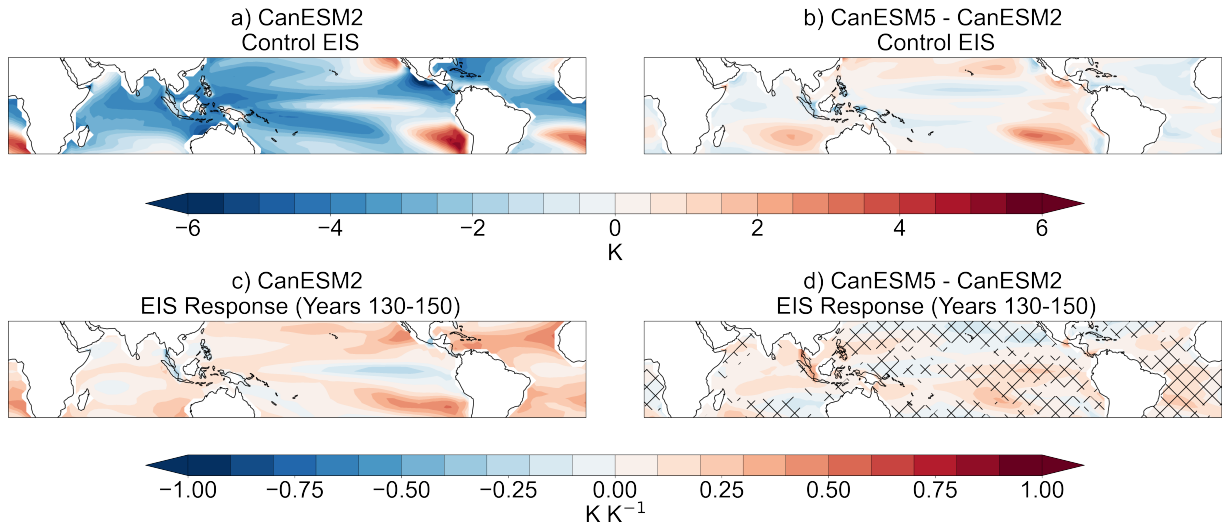 a) CanESM2
Control EIS
b) CanESM5 - CanESM2
Control EIS
−6 −4 −2 0 2 4 6
K
c) CanESM2
EIS Response (Years 130-150)
d) CanESM5 - CanESM2
EIS Response (Years 130-150)
−1.00 −0.75 −0.50 −0.25 0.00 0.25 0.50 0.75 1.00
K K⁻¹